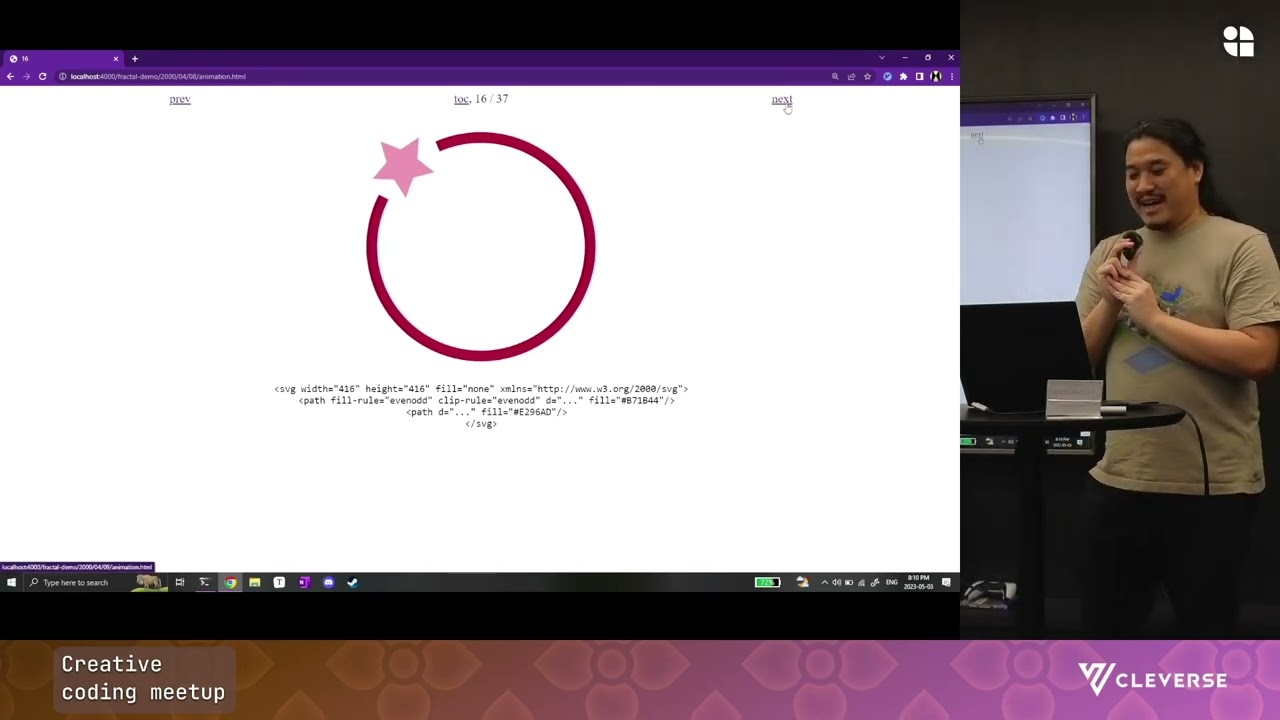 16
localhost:4000/fractal-demo/2000/04/08/animation.html
prev
toc, 16 / 37
next
next
<svg width="416" height="416" fill="none" xmlns="http://www.w3.org/2000/svg">
<path fill-rule="evenodd" clip-rule="evenodd" d="..." fill="#B71B44"/>
<path d="..." fill="#E296AD"/>
</svg>
localhost:4000/fractal-demo/2000/04/09/animation.html
Type here to search
72%
ENG
8:10 PM
2023-05-03
Creative
coding meetup
CLEVERSE